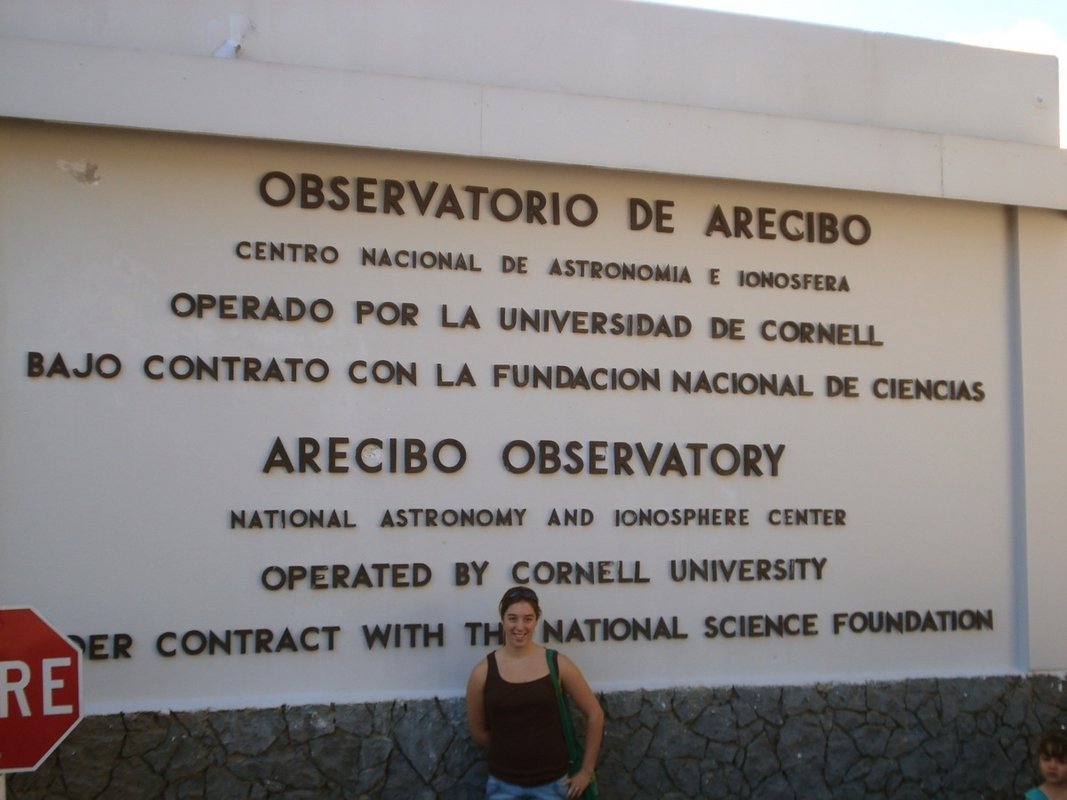 OBSERVATORIO DE ARECIBO
CENTRO NACIONAL DE ASTRONOMIA E IONOSFERA
OPERADO POR LA UNIVERSIDAD DE CORNELL
BAJO CONTRATO CON LA FUNDACION NACIONAL DE CIENCIAS
ARECIBO OBSERVATORY
NATIONAL ASTRONOMY AND IONOSPHERE CENTER
OPERATED BY CORNELL UNIVERSITY
DER CONTRACT WITH TH NATIONAL SCIENCE FOUNDATION
RE